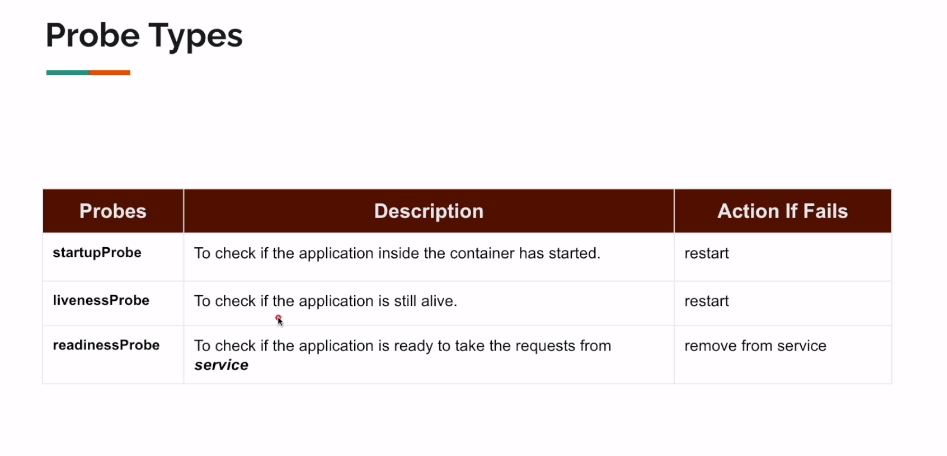 Probe Types
Probes Description Action If Fails
startupProbe To check if the application inside the container has started. restart
livenessProbe To check if the application is still alive. restart
readinessProbe To check if the application is ready to take the requests from remove from service
service